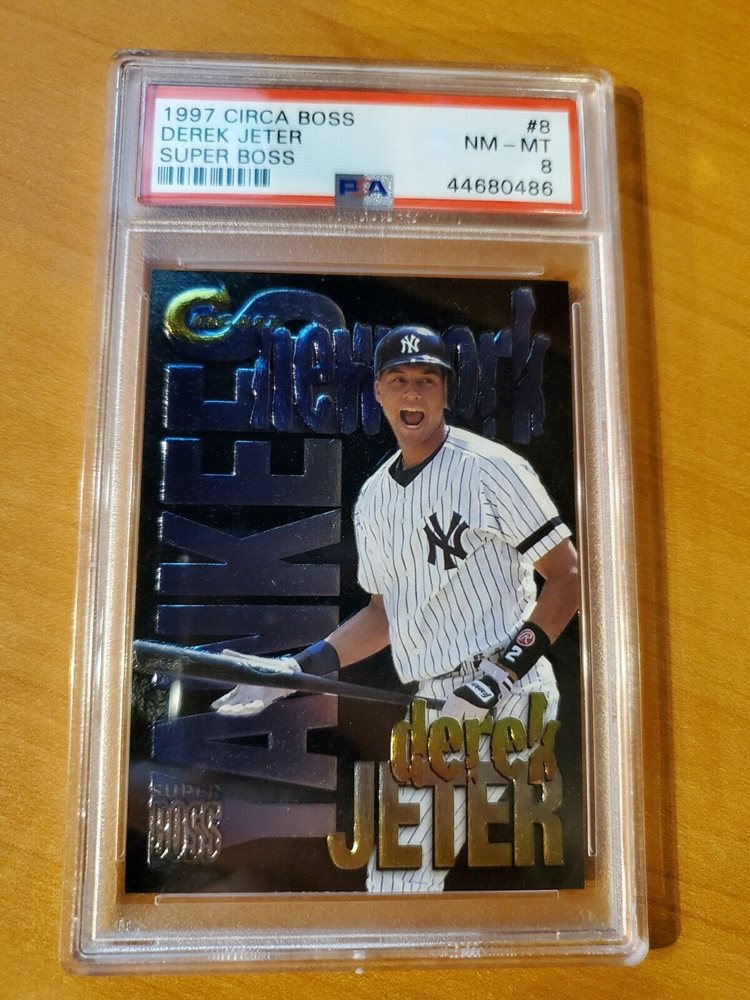 1997 CIRCA BOSS #8
DEREK JETER NM - MT
SUPER BOSS 8
PSA 44680486
CIRCA 97
new york
YANKEES
NY
NY
2
R
derek
JETER
SUPER
BOSS